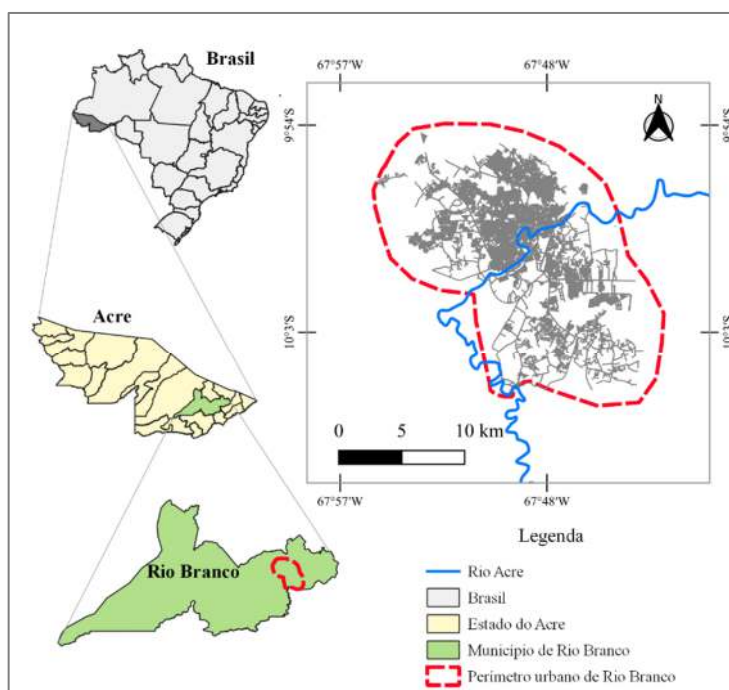 Brasil
Acre
Rio Branco
67°57'W
67°48'W
9°54'S
10°3'S
N
0 5 10 km
67°57'W
67°48'W
9°54'S
10°3'S
Legenda
Rio Acre
Brasil
Estado do Acre
Município de Rio Branco
Perímetro urbano de Rio Branco